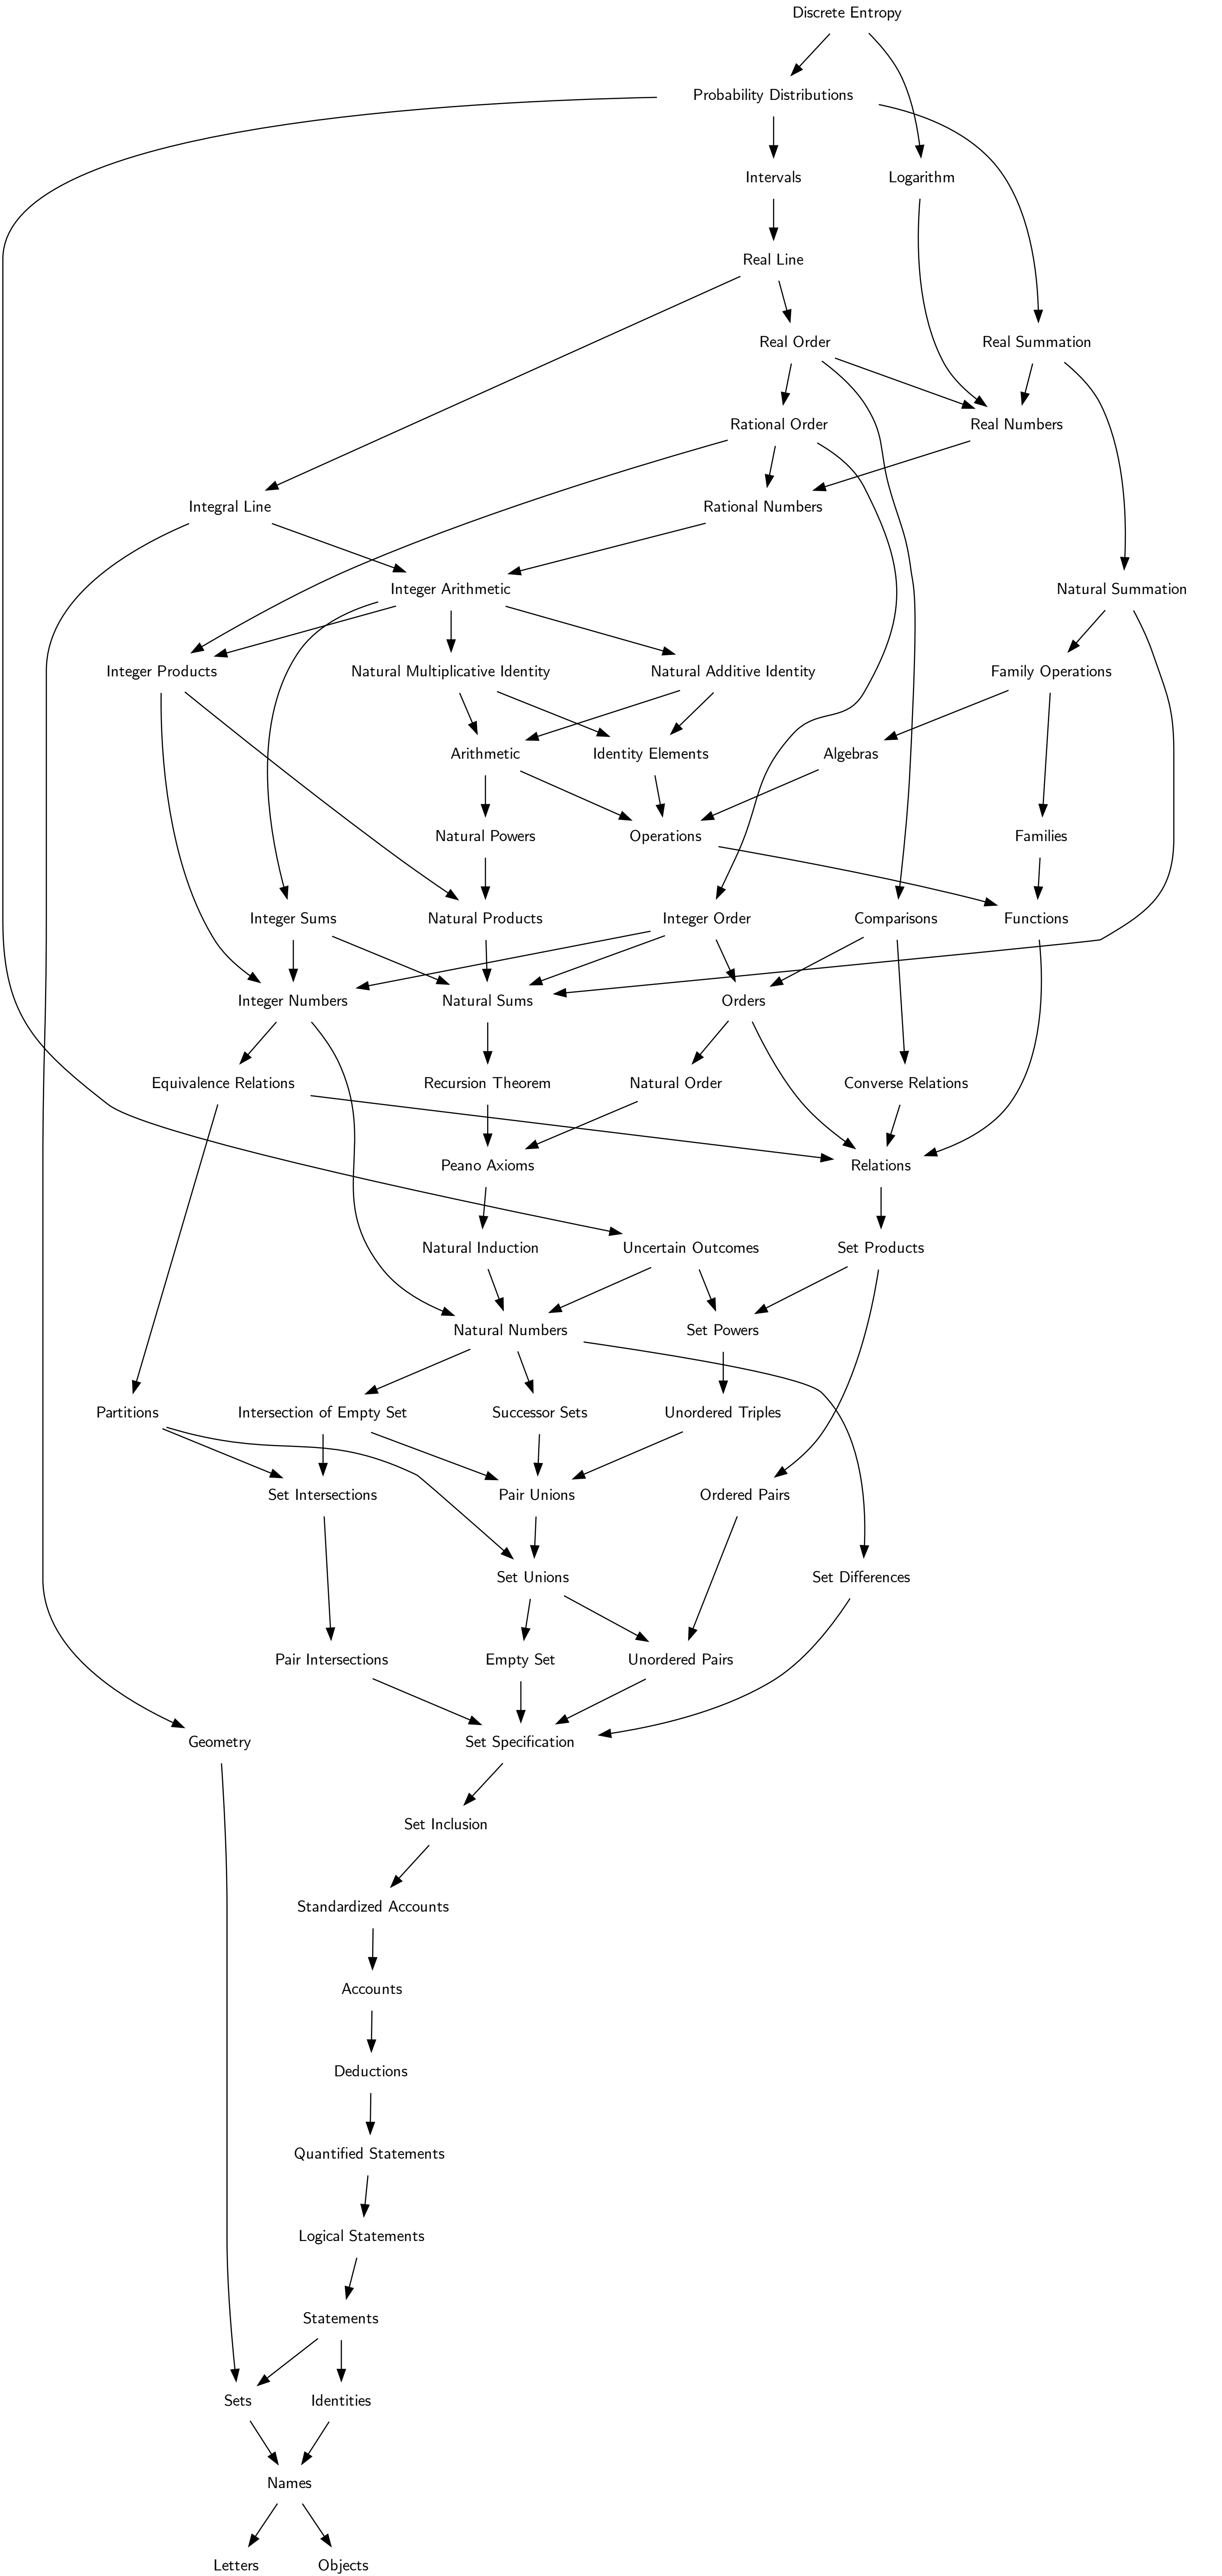 Discrete Entropy
Probability Distributions
Intervals
Logarithm
Real Line
Real Order
Real Summation
Rational Order
Real Numbers
Integral Line
Rational Numbers
Integer Arithmetic
Natural Summation
Integer Products
Natural Multiplicative Identity
Natural Additive Identity
Family Operations
Arithmetic
Identity Elements
Algebras
Natural Powers
Operations
Families
Integer Sums
Natural Products
Integer Order
Comparisons
Functions
Integer Numbers
Natural Sums
Orders
Equivalence Relations
Recursion Theorem
Natural Order
Converse Relations
Peano Axioms
Relations
Natural Induction
Uncertain Outcomes
Set Products
Natural Numbers
Set Powers
Partitions
Intersection of Empty Set
Successor Sets
Unordered Triples
Set Intersections
Pair Unions
Ordered Pairs
Set Unions
Set Differences
Pair Intersections
Empty Set
Unordered Pairs
Geometry
Set Specification
Set Inclusion
Standardized Accounts
Accounts
Deductions
Quantified Statements
Logical Statements
Statements
Sets
Identities
Names
Letters
Objects